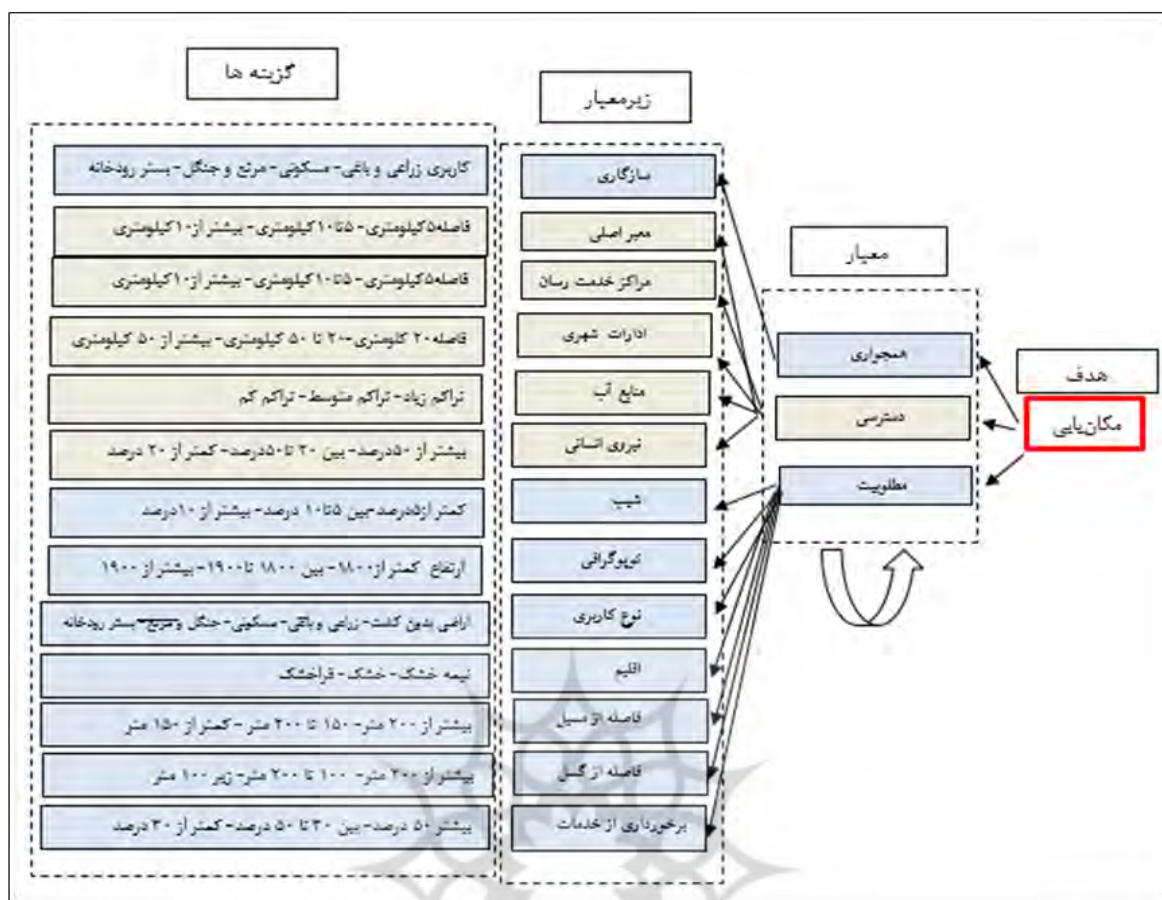 هدف
مکان‌یابی
معیار
همجواری
دسترسی
مطلوبیت
زیرمعیار
سازگاری
معبر اصلی
مراکز خدمت رسان
ادارات شهری
منابع آب
نیروی انسانی
شیب
توپوگرافی
نوع کاربری
اقلیم
فاصله از مسیل
فاصله از گسل
برخورداری از خدمات
گزینه ها
کاربری زراعی و باغی- مسکونی- مرتع و جنگل- بستر رودخانه
فاصله۵کیلومتری- ۵تا۱۰کیلومتری- بیشتر از۱۰کیلومتری
فاصله۵کیلومتری- ۵تا۱۰کیلومتری- بیشتر از۱۰کیلومتری
فاصله۲۰ کلومتری-۲۰ تا ۵۰ کیلومتری- بیشتر از ۵۰ کیلومتری
تراکم زیاد- تراکم متوسط- تراکم کم
بیشتر از ۵۰درصد- بین ۲۰ تا۵۰درصد- کمتر از ۲۰ درصد
کمتر از۵درصد-بین ۵تا۱۰ درصد- بیشتر از ۱۰درصد
ارتفاع کمتر از۱۸۰۰- بین ۱۸۰۰ تا۱۹۰۰- بیشتر از ۱۹۰۰
اراضی بدون کشت- زراعی و باغی- مسکونی- جنگل و مرتع- بستر رودخانه
نیمه خشک- خشک- فراخشک
بیشتر از ۲۰۰ متر- ۱۵۰ تا ۲۰۰ متر -کمتر از ۱۵۰ متر
بیشتر از ۲۰۰ متر- ۱۰۰ تا ۲۰۰ متر- زیر ۱۰۰ متر
بیشتر ۵۰ درصد- بین ۳۰ تا ۵۰ درصد- کمتر از ۳۰ درصد